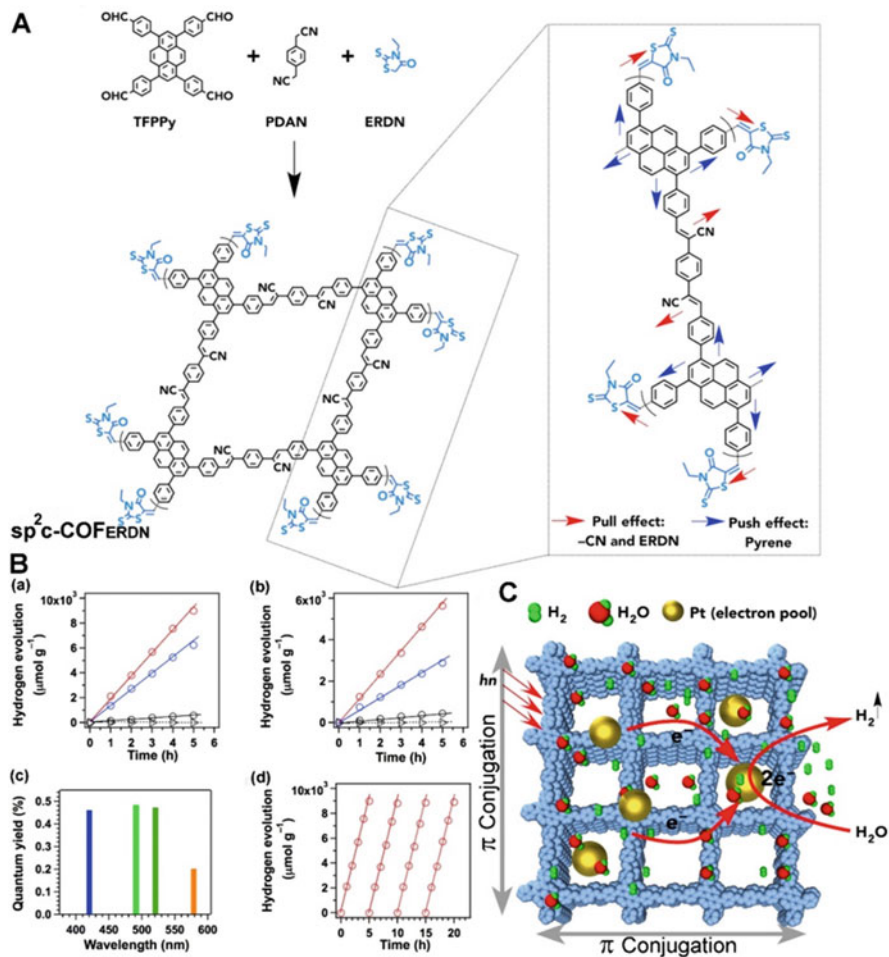 A
OHC
CHO
CN
S
N
S
O
OHC
CHO
NC
+
+
TFPPy
PDAN
ERDN
CN
NC
sp²c-COFERDN
Pull effect:
–CN and ERDN
Push effect:
Pyrene
B
(a)
10x10³
8
6
4
2
0
Hydrogen evolution
(μmol g⁻¹)
0 1 2 3 4 5 6
Time (h)
(b)
6x10³
4
2
0
Hydrogen evolution
(μmol g⁻¹)
0 1 2 3 4 5 6
Time (h)
(c)
0.5
0.4
0.3
0.2
0.1
0.0
Quantum yield (%)
400 450 500 550 600
Wavelength (nm)
(d)
10x10³
8
6
4
2
0
Hydrogen evolution
(μmol g⁻¹)
0 5 10 15 20
Time (h)
C
H₂
H₂O
Pt (electron pool)
hn
e⁻
e⁻
2e⁻
H₂
H₂O
π Conjugation
π Conjugation